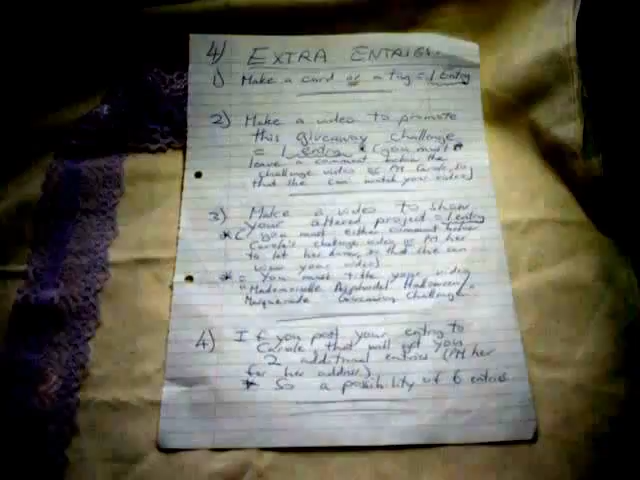 4) EXTRA ENTRIES.
1) Make a card or a tag = 1 Entry
2) Make a video to promote
this giveaway challenge
= 1 entry * (you must
leave a comment below the
challenge video or PM Carole so
that she can watch your video)
3) Make a video to show
your altered project = 1 entry
* (you must either comment below
Carole's challenge video or PM her
to let her know so that she can
view your video)
* = You must title your video
"Mademoiselle Asphodel Halloween
Masquerade Giveaway Challenge"
4) If you post your entry to
Carole that will get you
2 additional entries (PM her
for her address)
* So a possibility of 6 entries